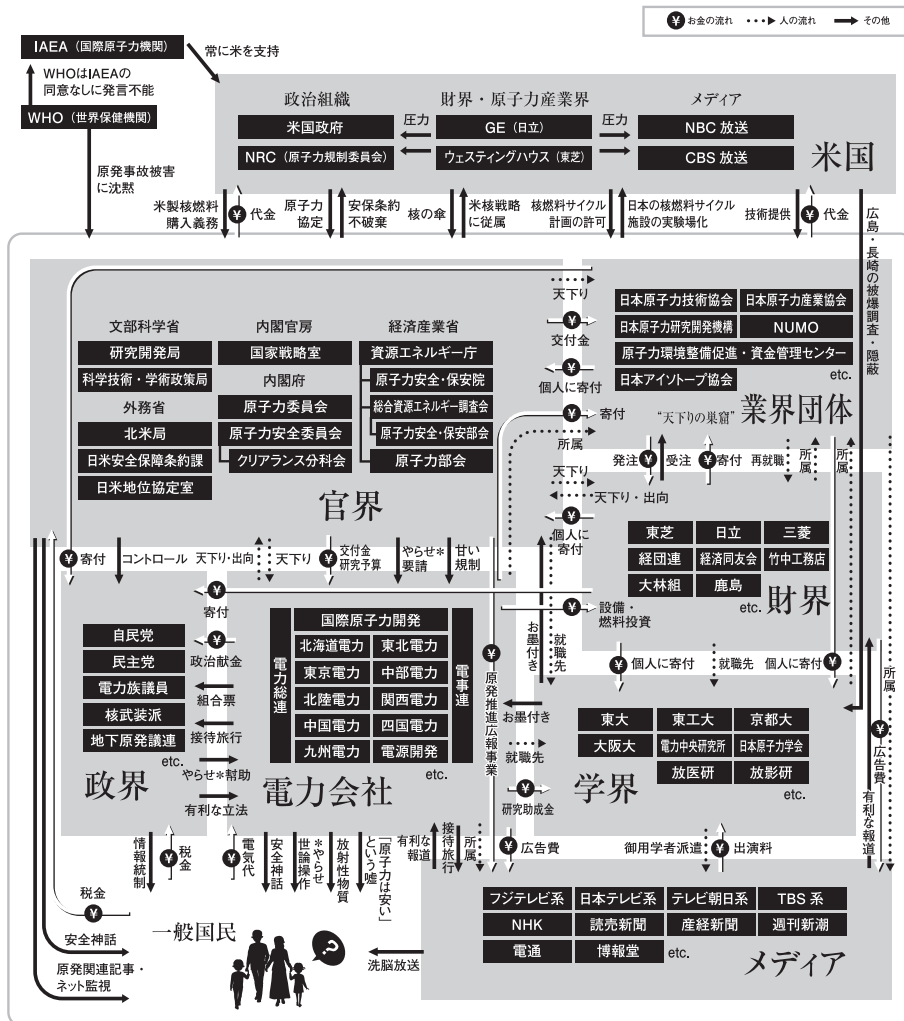 お金の流れ
人の流れ
その他
IAEA（国際原子力機関）
常に米を支持
WHOはIAEAの
同意なしに発言不能
WHO（世界保健機関）
原発事故被害
に沈黙
政治組織
米国政府
NRC（原子力規制委員会）
圧力
財界・原子力産業界
GE（日立）
ウェスティングハウス（東芝）
圧力
メディア
NBC放送
CBS放送
米国
米製核燃料
購入義務
¥
代金
原子力
協定
安保条約
不破棄
核の傘
米核戦略
に従属
核燃料サイクル
計画の許可
日本の核燃料サイクル
施設の実験場化
技術提供
¥
代金
広島・長崎の被爆調査・隠蔽
文部科学省
研究開発局
科学技術・学術政策局
外務省
北米局
日米安全保障条約課
日米地位協定室
内閣官房
国家戦略室
内閣府
原子力委員会
原子力安全委員会
クリアランス分科会
経済産業省
資源エネルギー庁
原子力安全・保安院
総合資源エネルギー調査会
原子力安全・保安部会
原子力部会
官界
天下り
¥
交付金
¥
個人に寄付
¥
寄付
所属
天下り
天下り・出向
¥
個人に
寄付
日本原子力技術協会
日本原子力産業協会
日本原子力研究開発機構
NUMO
原子力環境整備促進・資金管理センター
日本アイソトープ協会
etc.
“天下りの巣窟”
業界団体
発注
¥
受注
¥
寄付
再就職
所属
所属
東芝
日立
三菱
経団連
経済同友会
竹中工務店
大林組
鹿島
etc.
財界
¥
寄付
コントロール
天下り・出向
天下り
¥
交付金
研究予算
やらせ＊
要請
甘い
規制
¥
寄付
¥
設備・
燃料投資
自民党
民主党
電力族議員
核武装派
地下原発議連
etc.
政界
¥
政治献金
組合票
接待旅行
やらせ＊幇助
有利な立法
電力総連
国際原子力開発
北海道電力
東北電力
東京電力
中部電力
北陸電力
関西電力
中国電力
四国電力
九州電力
電源開発
電事連
etc.
電力会社
¥
原発推進広報事業
お墨付き
就職先
お墨付き
就職先
¥
研究助成金
¥
個人に寄付
就職先
個人に寄付
¥
東大
東工大
京都大
大阪大
電力中央研究所
日本原子力学会
放医研
放影研
etc.
学界
有利な報道
¥
広告費
所属
情報統制
¥
税金
¥
電気代
安全神話
＊やらせ
世論操作
放射性物質
「原子力は安い」
という嘘
有利な
報道
接待旅行
所属
¥
広告費
御用学者派遣
¥
出演料
税金
¥
安全神話
原発関連記事・
ネット監視
一般国民
?
洗脳放送
フジテレビ系
日本テレビ系
テレビ朝日系
TBS系
NHK
読売新聞
産経新聞
週刊新潮
電通
博報堂
etc.
メディア